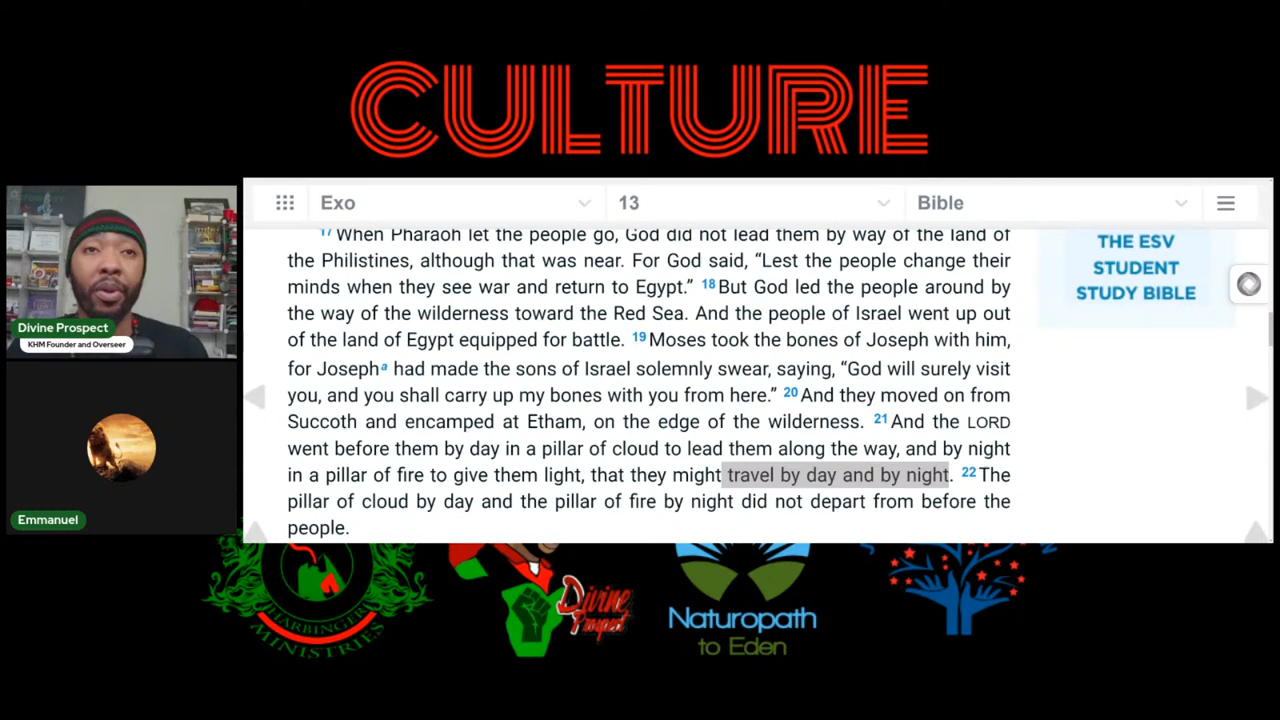 CULTURE
Exo
13
Bible
17 When Pharaoh let the people go, God did not lead them by way of the land of
the Philistines, although that was near. For God said, “Lest the people change their
minds when they see war and return to Egypt.” 18 But God led the people around by
the way of the wilderness toward the Red Sea. And the people of Israel went up out
of the land of Egypt equipped for battle. 19 Moses took the bones of Joseph with him,
for Joseph a had made the sons of Israel solemnly swear, saying, “God will surely visit
you, and you shall carry up my bones with you from here.” 20 And they moved on from
Succoth and encamped at Etham, on the edge of the wilderness. 21 And the LORD
went before them by day in a pillar of cloud to lead them along the way, and by night
in a pillar of fire to give them light, that they might travel by day and by night. 22 The
pillar of cloud by day and the pillar of fire by night did not depart from before the
people.
THE ESV
STUDENT
STUDY BIBLE
Divine Prospect
KHM Founder and Overseer
Emmanuel
HARBINGER
MINISTRIES
Divine
Prospect
Naturopath
to Eden